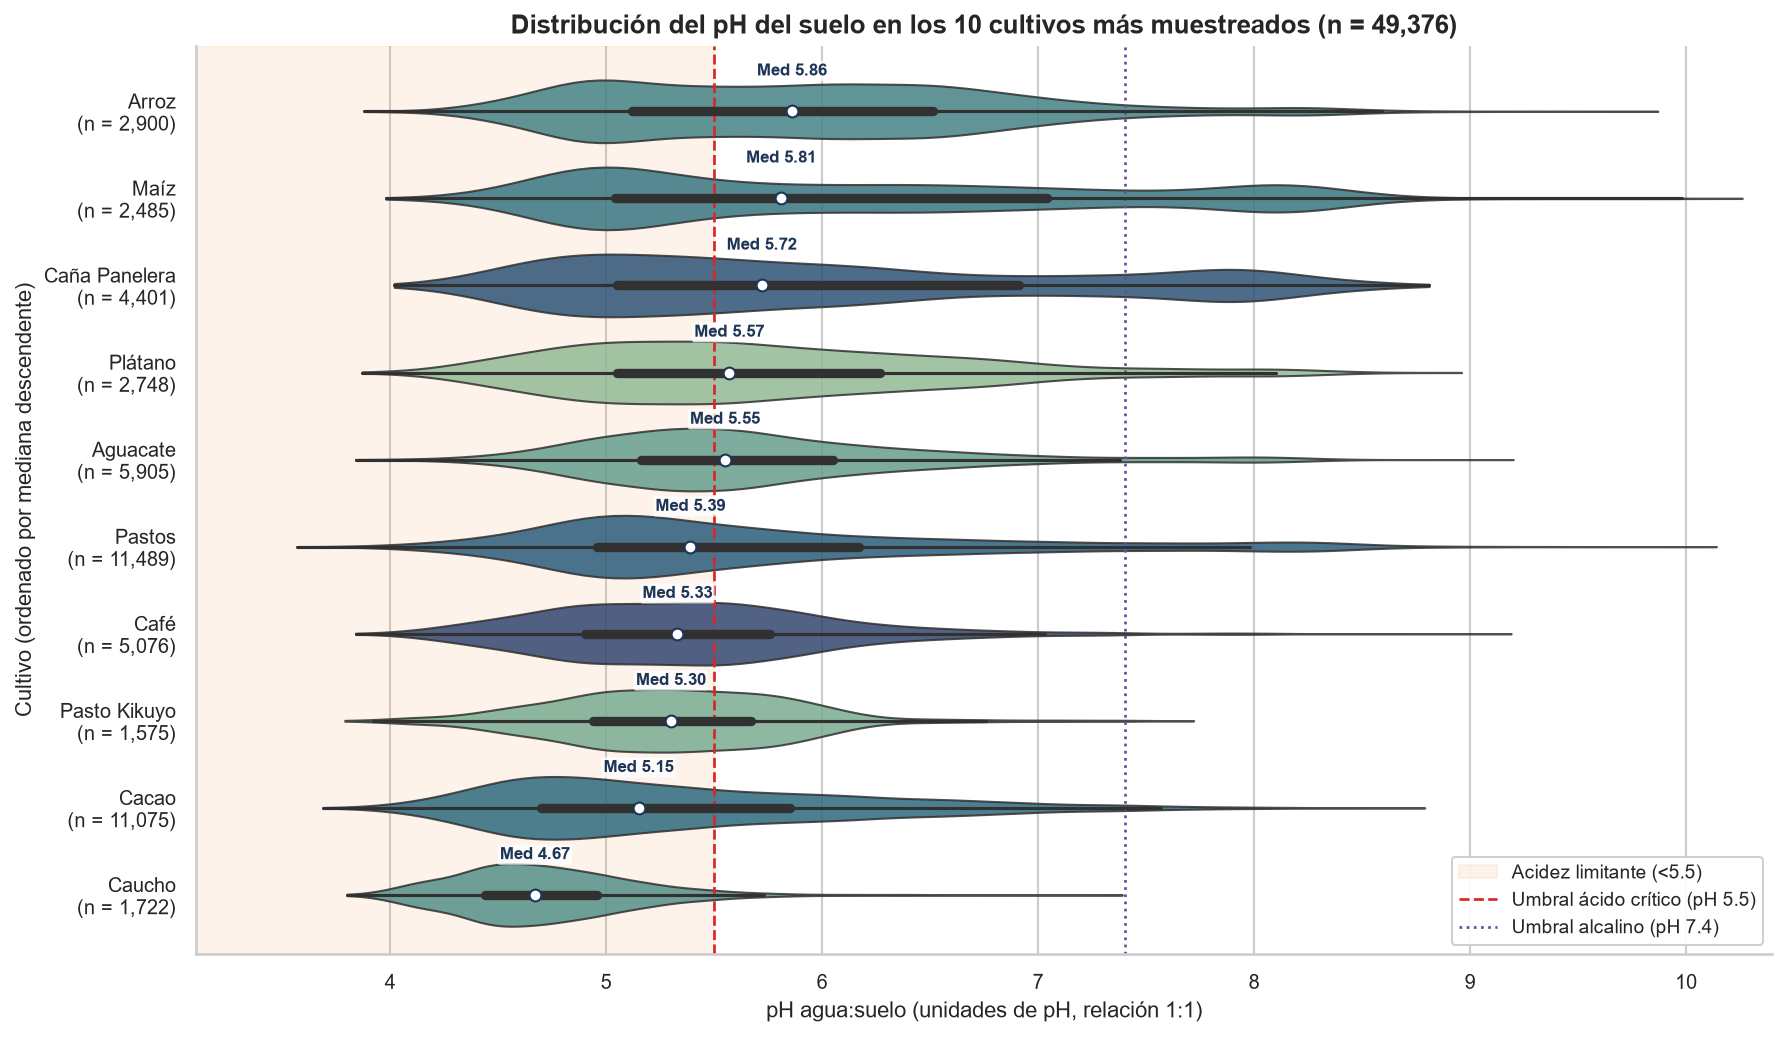 Distribución del pH del suelo en los 10 cultivos más muestreados (n = 49,376)
Cultivo (ordenado por mediana descendente)
Arroz
(n = 2,900)
Med 5.86
Maíz
(n = 2,485)
Med 5.81
Caña Panelera
(n = 4,401)
Med 5.72
Plátano
(n = 2,748)
Med 5.57
Aguacate
(n = 5,905)
Med 5.55
Pastos
(n = 11,489)
Med 5.39
Café
(n = 5,076)
Med 5.33
Pasto Kikuyo
(n = 1,575)
Med 5.30
Cacao
(n = 11,075)
Med 5.15
Caucho
(n = 1,722)
Med 4.67
Acidez limitante (<5.5)
Umbral ácido crítico (pH 5.5)
Umbral alcalino (pH 7.4)
4 5 6 7 8 9 10
pH agua:suelo (unidades de pH, relación 1:1)